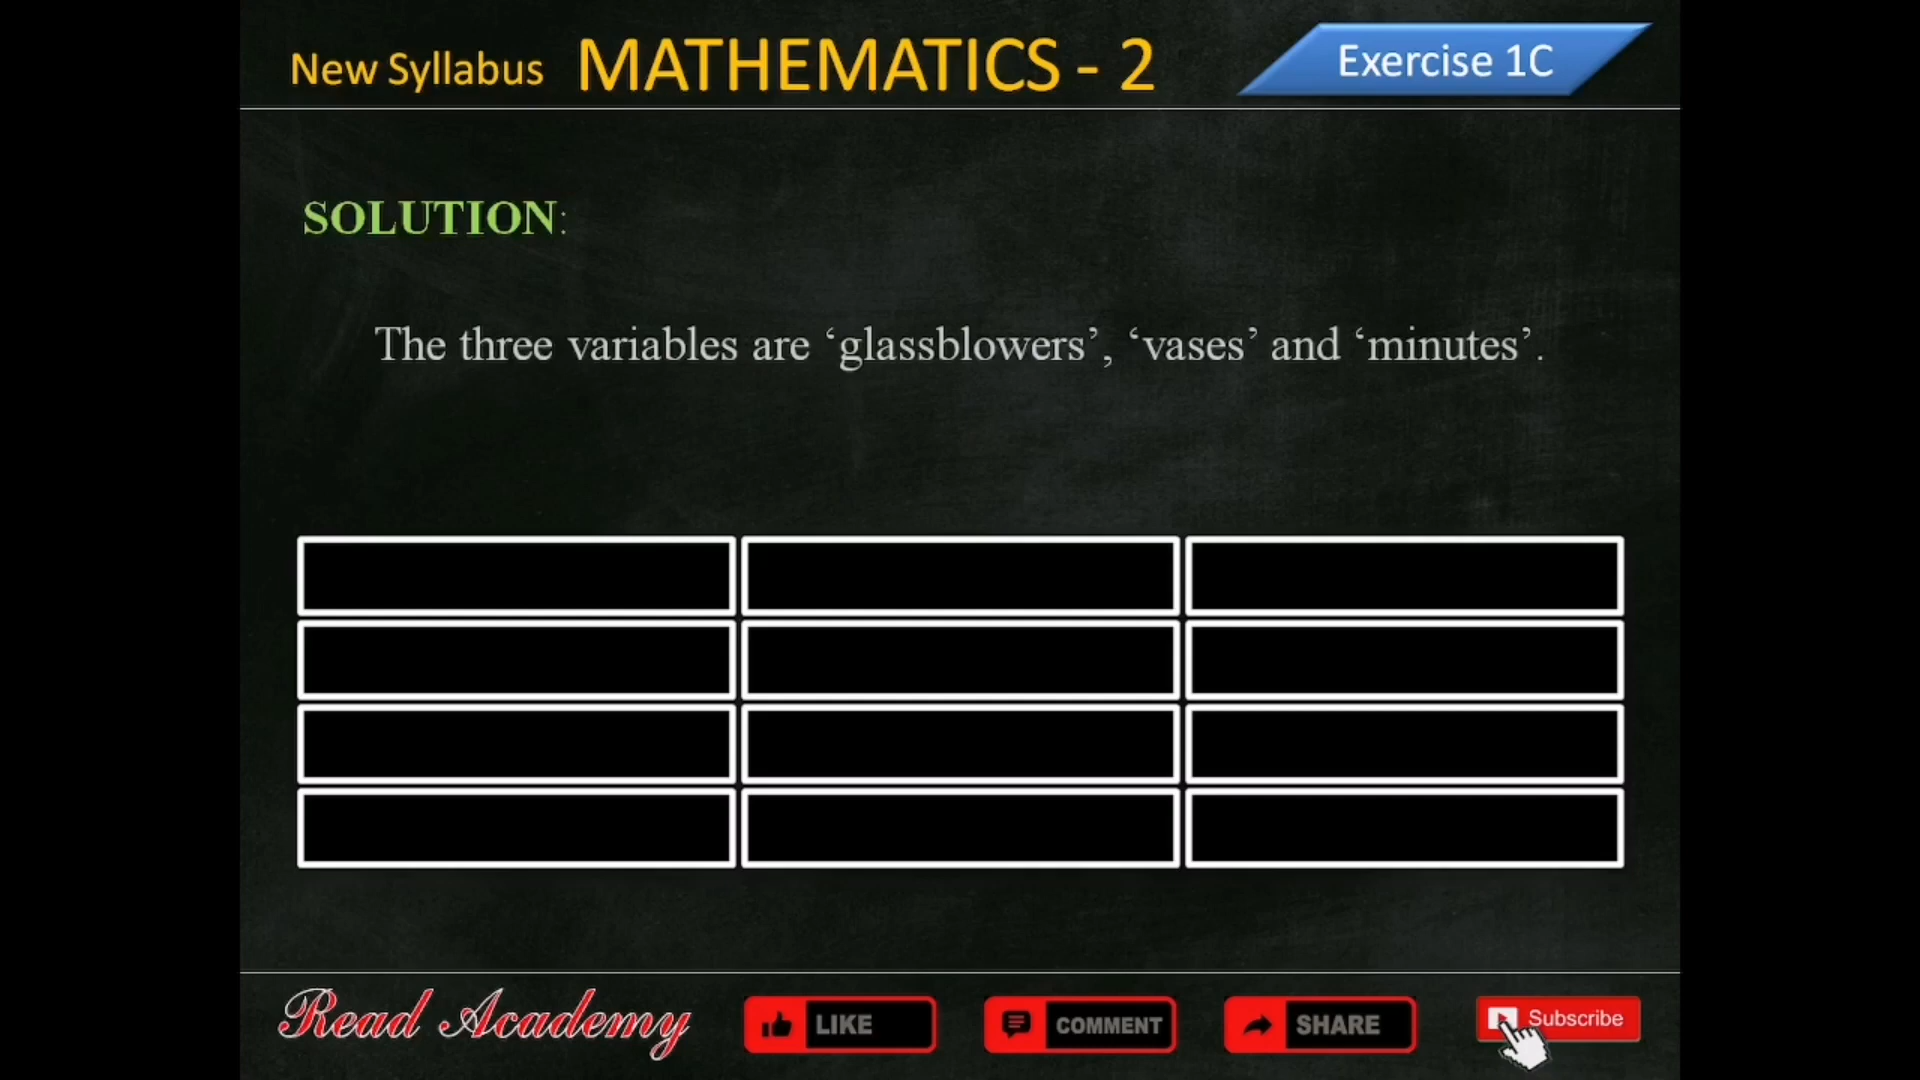 New Syllabus MATHEMATICS - 2 Exercise 1C
SOLUTION:
The three variables are ‘glassblowers’, ‘vases’ and ‘minutes’.
Read Academy LIKE COMMENT SHARE Subscribe